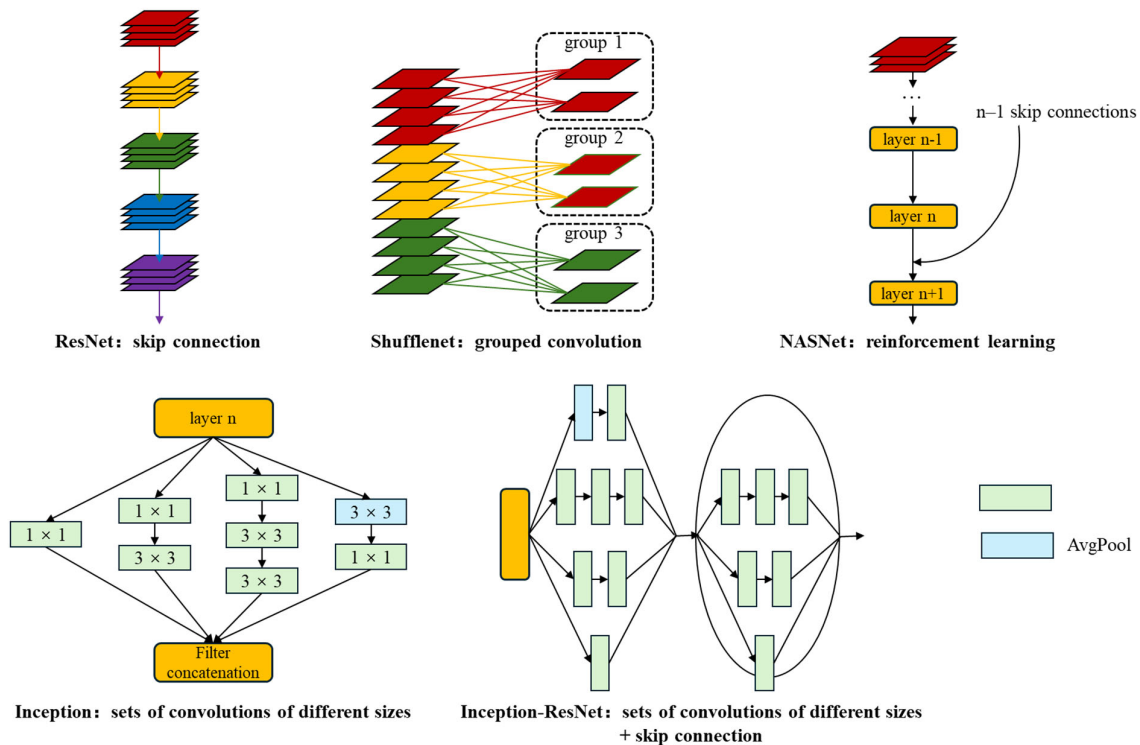 group 1
group 2
group 3
…
layer n-1
n–1 skip connections
layer n
layer n+1
ResNet: skip connection
Shufflenet: grouped convolution
NASNet: reinforcement learning
layer n
1 × 1
1 × 1
3 × 3
1 × 1
3 × 3
3 × 3
3 × 3
1 × 1
Filter
concatenation
AvgPool
Inception: sets of convolutions of different sizes
Inception-ResNet: sets of convolutions of different sizes
+ skip connection